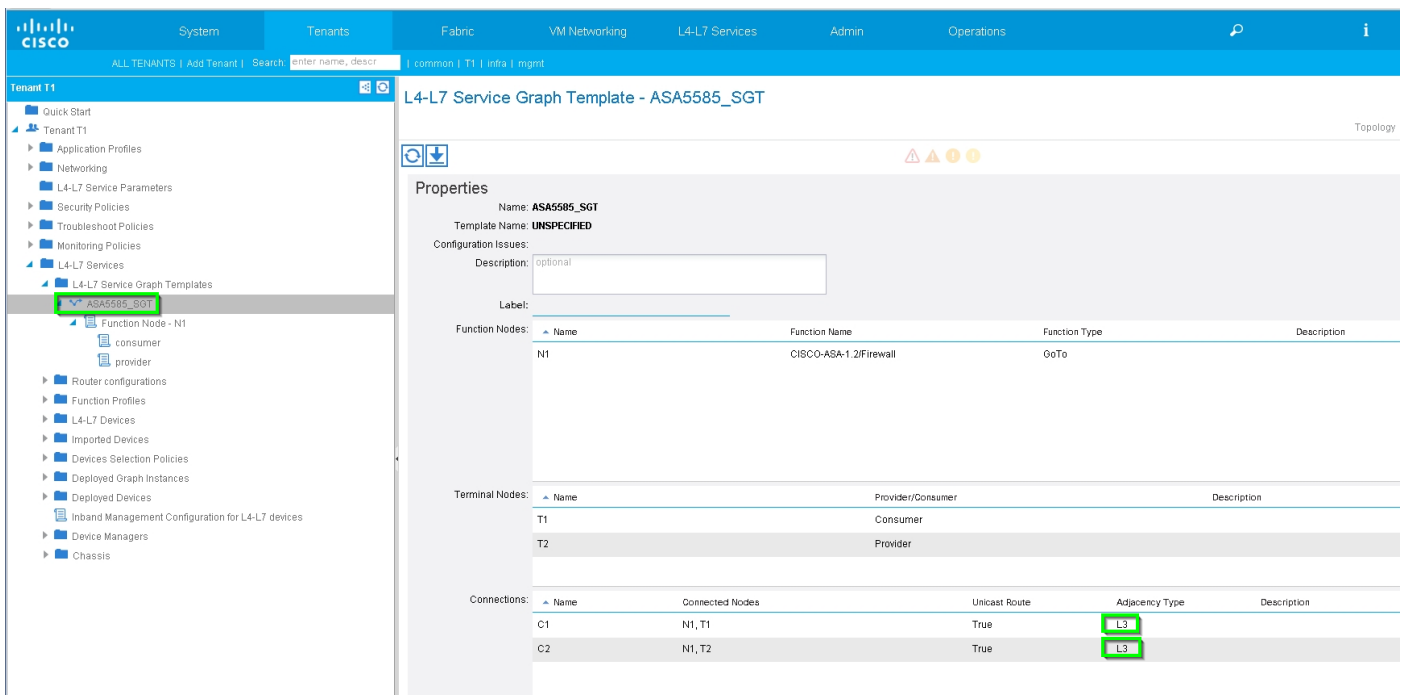 CISCO
System Tenants Fabric VM Networking L4-L7 Services Admin Operations i
ALL TENANTS | Add Tenant | Search: enter name, descr | common | T1 | infra | mgmt
Tenant T1
Quick Start
Tenant T1
Application Profiles
Networking
L4-L7 Service Parameters
Security Policies
Troubleshoot Policies
Monitoring Policies
L4-L7 Services
L4-L7 Service Graph Templates
ASA5585_SGT
Function Node - N1
consumer
provider
Router configurations
Function Profiles
L4-L7 Devices
Imported Devices
Devices Selection Policies
Deployed Graph Instances
Deployed Devices
Inband Management Configuration for L4-L7 devices
Device Managers
Chassis
L4-L7 Service Graph Template - ASA5585_SGT
Topology
Properties
Name: ASA5585_SGT
Template Name: UNSPECIFIED
Configuration Issues:
Description: optional
Label:
Function Nodes: Name Function Name Function Type Description
N1 CISCO-ASA-1.2/Firewall GoTo
Terminal Nodes: Name Provider/Consumer Description
T1 Consumer
T2 Provider
Connections: Name Connected Nodes Unicast Route Adjacency Type Description
C1 N1, T1 True L3
C2 N1, T2 True L3